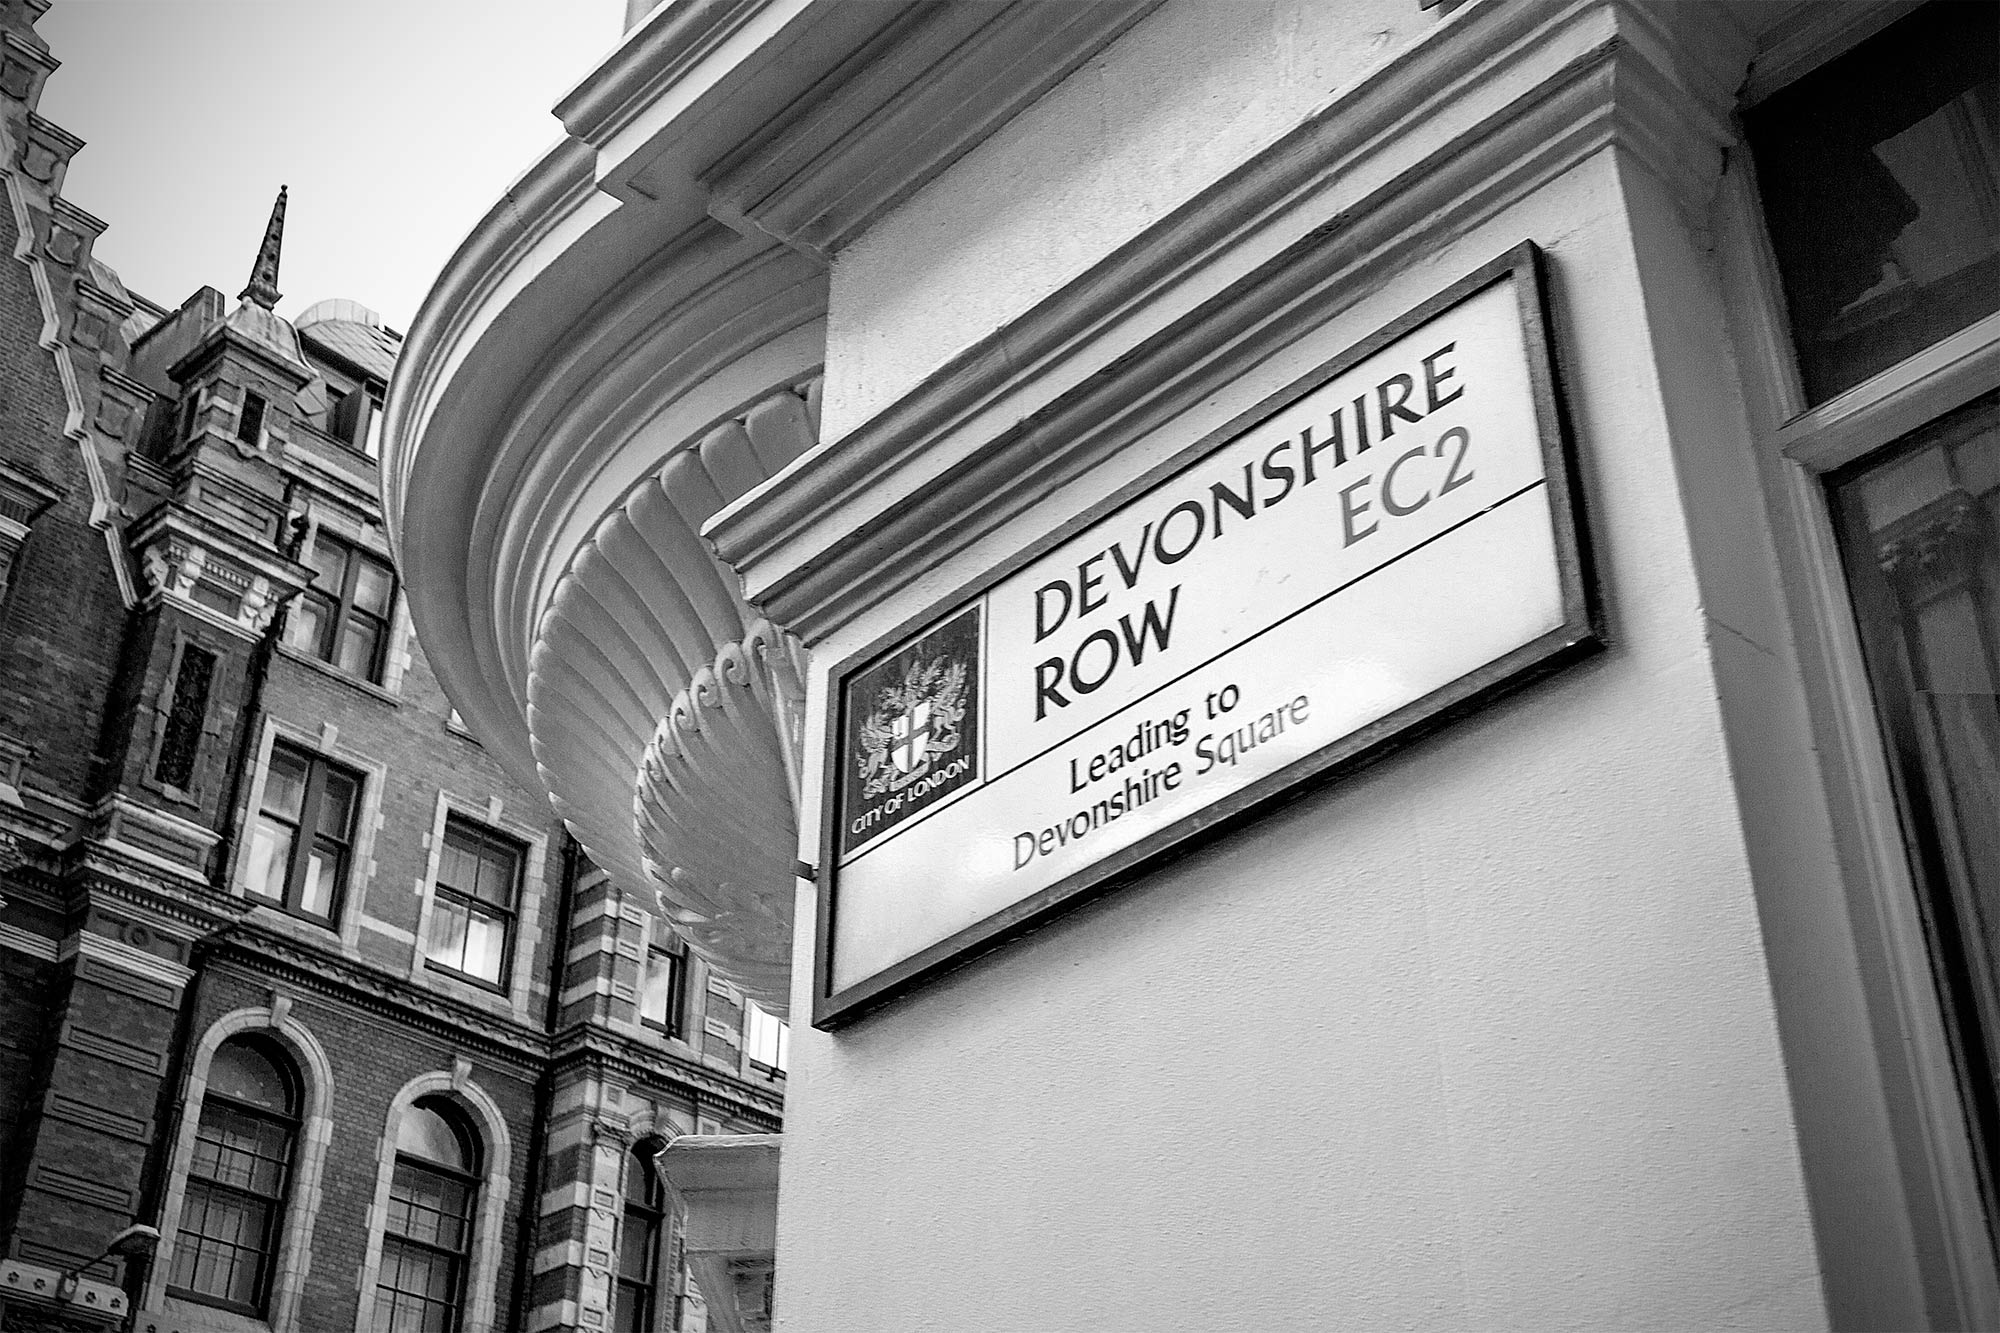 DEVONSHIRE
ROW EC2
CITY OF LONDON
Leading to
Devonshire Square